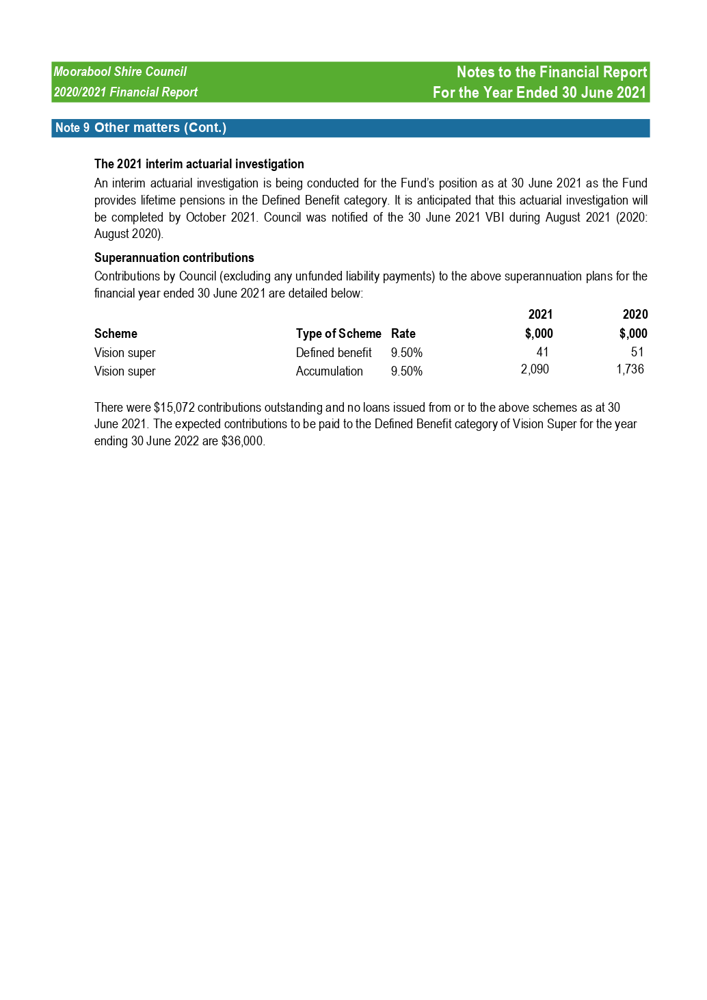 Moorabool Shire Council
Notes to the Financial Report
2020/2021 Financial Report
For the Year Ended 30 June 2021
Note 9 Other matters (Cont.)
The 2021 interim actuarial investigation
An interim actuarial investigation is being conducted for the Fund’s position as at 30 June 2021 as the Fund
provides lifetime pensions in the Defined Benefit category. It is anticipated that this actuarial investigation will
be completed by October 2021. Council was notified of the 30 June 2021 VBI during August 2021 (2020:
August 2020).
Superannuation contributions
Contributions by Council (excluding any unfunded liability payments) to the above superannuation plans for the
financial year ended 30 June 2021 are detailed below:
2021 2020
Scheme Type of Scheme Rate $,000 $,000
Vision super Defined benefit 9.50% 41 51
Vision super Accumulation 9.50% 2,090 1,736
There were $15,072 contributions outstanding and no loans issued from or to the above schemes as at 30
June 2021. The expected contributions to be paid to the Defined Benefit category of Vision Super for the year
ending 30 June 2022 are $36,000.